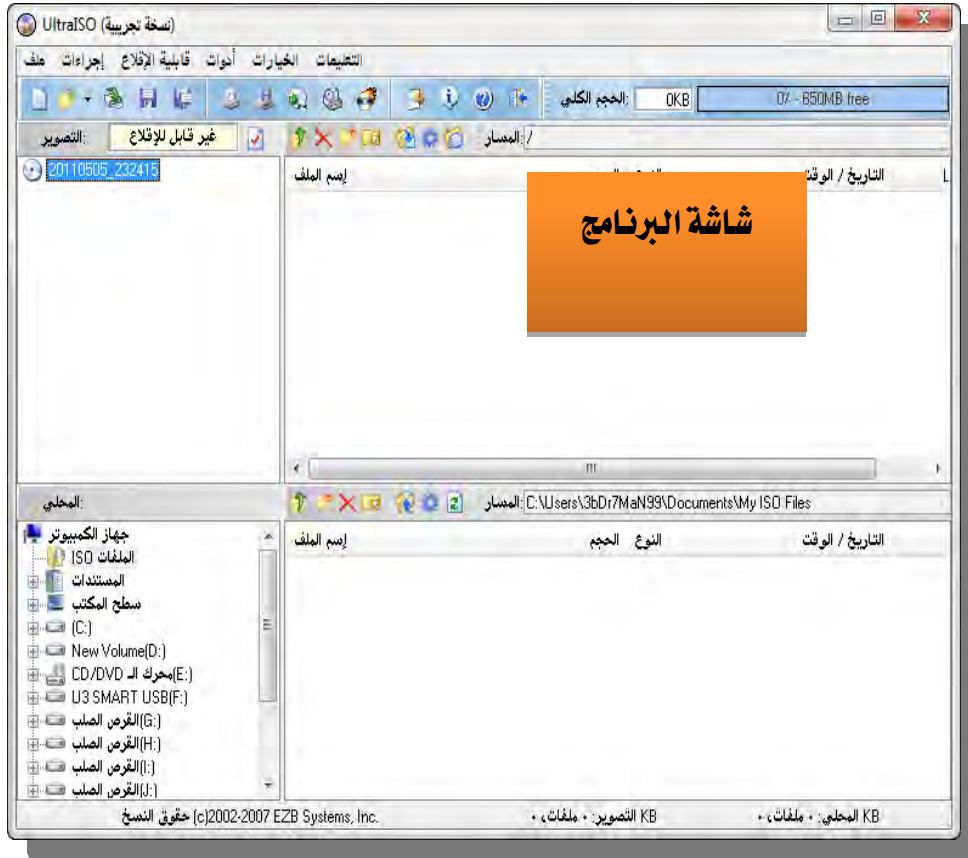 UltraISO (نسخة تجريبية)
ملف إجراءات قابلية الإقلاع أدوات الخيارات التعليمات
الحجم الكلي: 0KB 0% - 650MB free
التصوير: غير قابل للإقلاع
المسار: /
20110505_232415
إسم الملف التاريخ / الوقت L
شاشة البرنامج
المحلي:
المسار: C:\Users\3bDr7MaN99\Documents\My ISO Files
جهاز الكمبيوتر
الملفات ISO
المستندات
سطح المكتب
(C:)
New Volume(D:)
محرك الـ CD/DVD(E:)
U3 SMART USB(F:)
القرص الصلب(G:)
القرص الصلب(H:)
القرص الصلب(I:)
القرص الصلب(J:)
إسم الملف الحجم النوع التاريخ / الوقت
حقوق النسخ (c)2002-2007 EZB Systems, Inc.
التصوير: ٠ ملفات، ٠ KB
المحلي: ٠ ملفات، ٠ KB